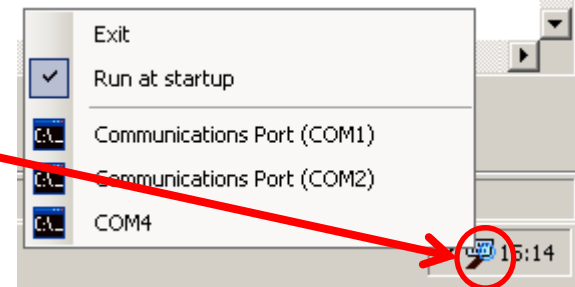 Exit
Run at startup
C:\_ Communications Port (COM1)
C:\_ Communications Port (COM2)
C:\_ COM4
15:14